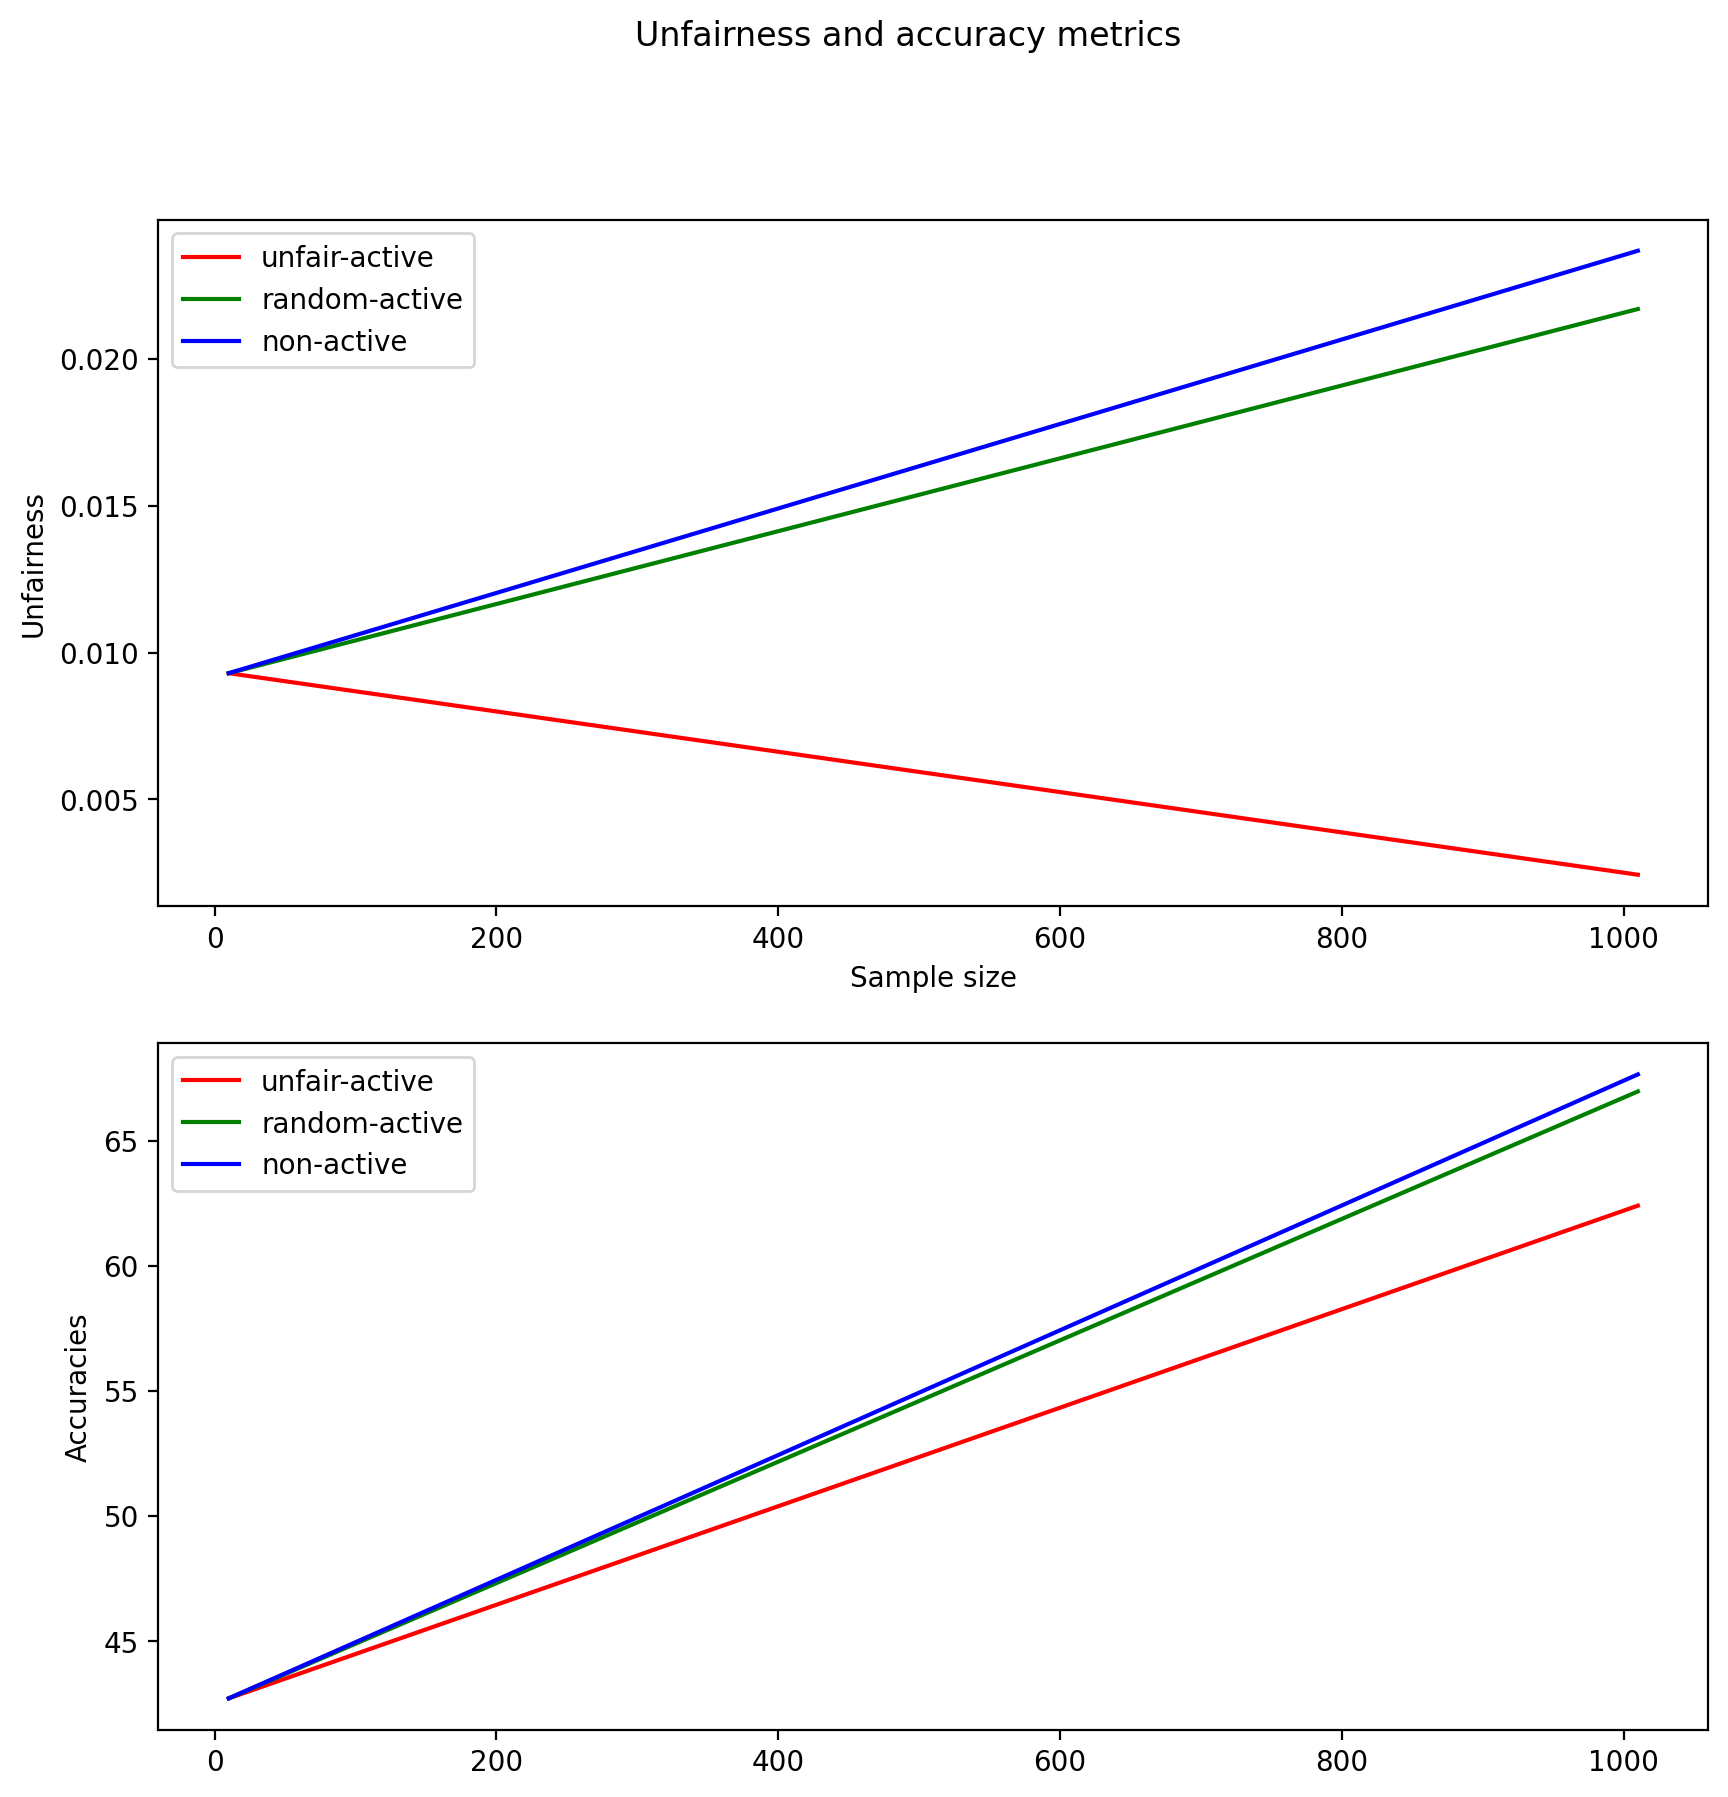 Unfairness and accuracy metrics
unfair-active
random-active
non-active
0.020
0.015
0.010
0.005
Unfairness
0 200 400 600 800 1000
Sample size
unfair-active
random-active
non-active
65
60
55
50
45
Accuracies
0 200 400 600 800 1000